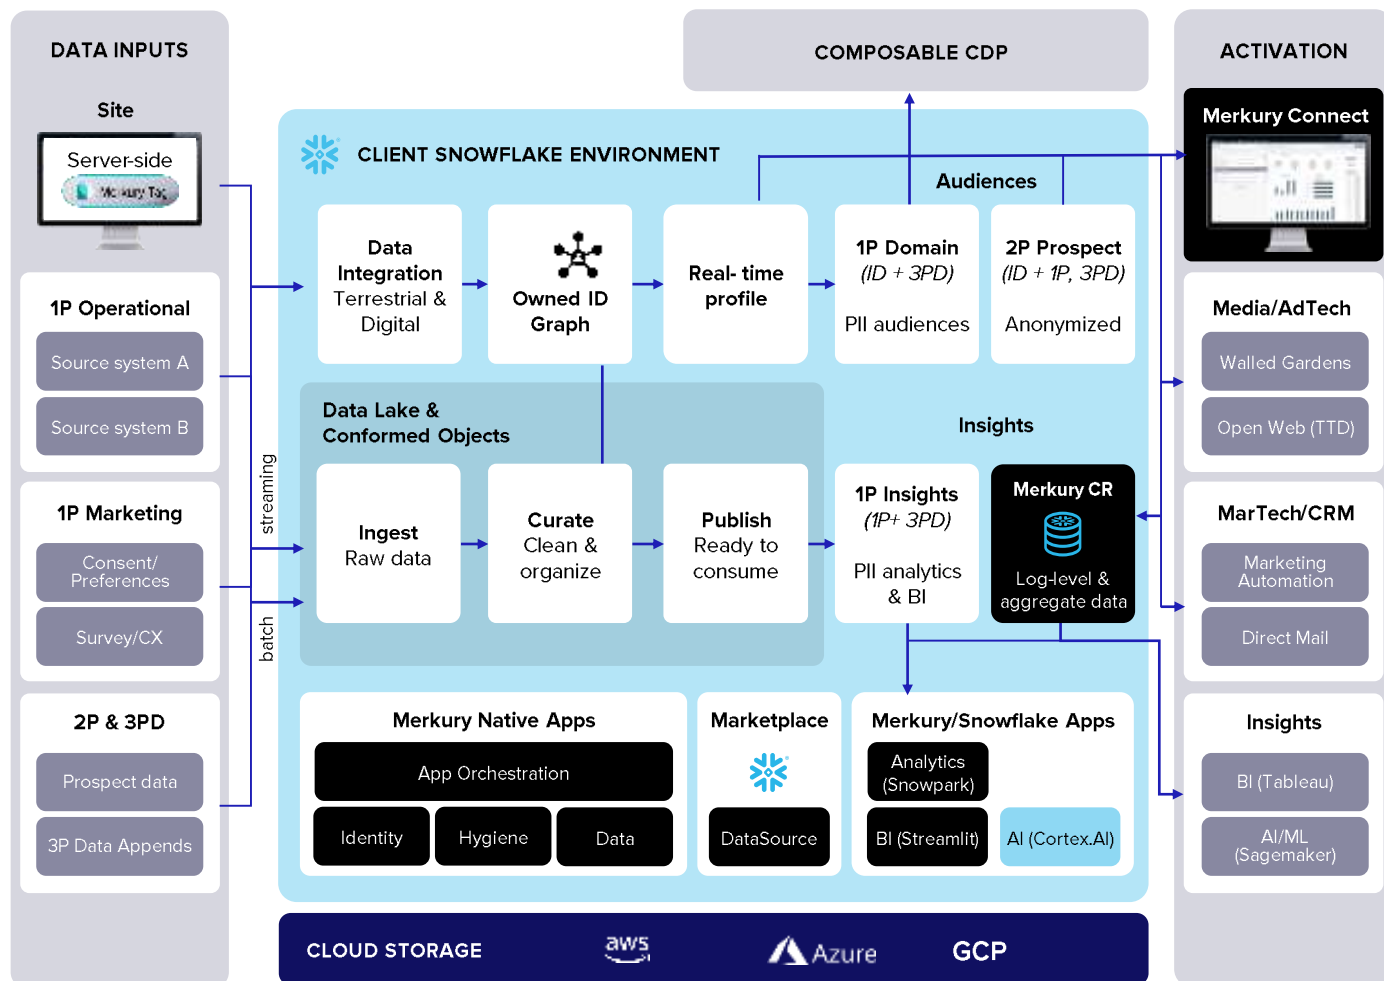 DATA INPUTS
Site
Server-side
Merkury Tag
1P Operational
Source system A
Source system B
1P Marketing
Consent/
Preferences
Survey/CX
2P & 3PD
Prospect data
3P Data Appends
streaming
batch
COMPOSABLE CDP
CLIENT SNOWFLAKE ENVIRONMENT
Audiences
Data
Integration
Terrestrial &
Digital
Owned ID
Graph
Real- time
profile
1P Domain
(ID + 3PD)
PII audiences
2P Prospect
(ID + 1P, 3PD)
Anonymized
Data Lake &
Conformed Objects
Insights
Ingest
Raw data
Curate
Clean &
organize
Publish
Ready to
consume
1P Insights
(1P+ 3PD)
PII analytics
& BI
Merkury CR
Log-level &
aggregate data
Merkury Native Apps
App Orchestration
Identity
Hygiene
Data
Marketplace
DataSource
Merkury/Snowflake Apps
Analytics
(Snowpark)
BI (Streamlit)
AI (Cortex.AI)
CLOUD STORAGE
aws
Azure
GCP
ACTIVATION
Merkury Connect
Media/AdTech
Walled Gardens
Open Web (TTD)
MarTech/CRM
Marketing
Automation
Direct Mail
Insights
BI (Tableau)
AI/ML
(Sagemaker)